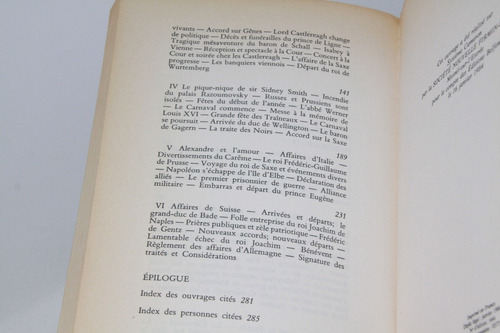 vivants — Accord sur Gênes — Lord Castlereagh change
de politique — Décès et funérailles du prince de Ligne —
Tragique mésaventure du baron de Schall — Isabey à
Vienne — Réception et spectacle à la Cour — Concert à la
Cour et soirée chez les Castlereagh — L'affaire de la Saxe
progresse — Les banquiers viennois — Départ du roi de
Wurtemberg
141
IV Le pique-nique de sir Sidney Smith — Incendie
du palais Razoumovsky — Russes et Prussiens sont
isolés — Fêtes du début de l'année — L'abbé Werner
— Le Carnaval commence — Messe à la mémoire de
Louis XVI — Grande fête des Traîneaux — Le Carnaval
se poursuit — Arrivée du duc de Wellington — Le baron
de Gagern — La traite des Noirs — Accord sur la Saxe
189
V Alexandre et l'amour — Affaires d'Italie —
Divertissements du Carême — Le roi Frédéric-Guillaume
de Prusse — Voyage du roi de Saxe et événements divers
— Napoléon s'échappe de l'île d'Elbe — Déclaration des
alliés — Le premier prisonnier de guerre — Alliance
militaire — Embarras et départ du prince Eugène
231
VI Affaires de Suisse — Arrivées et départs; le
grand-duc de Bade — Folle entreprise du roi Joachim de
Naples — Prières publiques et zèle patriotique — Frédéric
de Gentz — Nouveaux accords; nouveaux départs —
Lamentable échec du roi Joachim — Bénévent —
Règlement des affaires d'Allemagne — Signature des
traités et Considérations
ÉPILOGUE
Index des ouvrages cités 281
Index des personnes citées 285